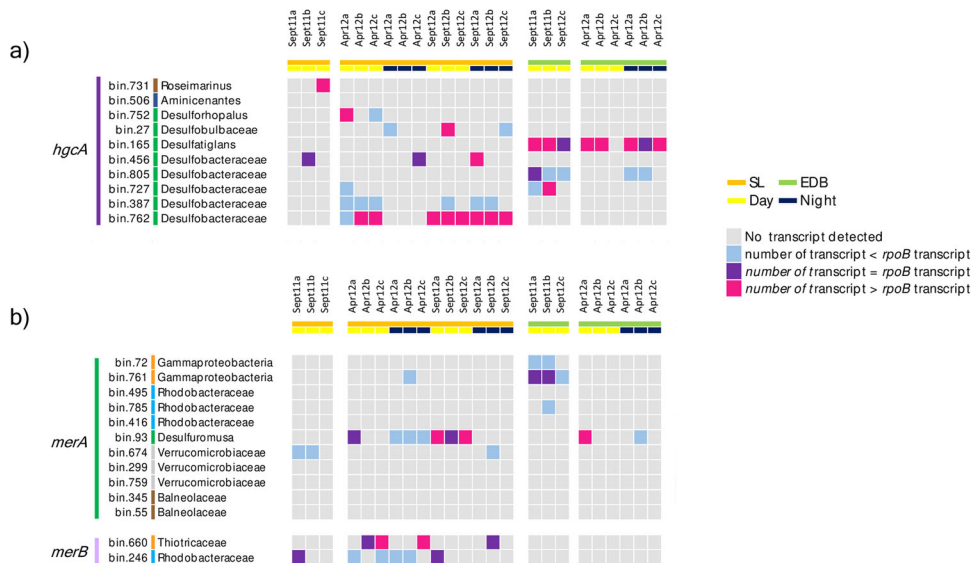 Sept11a Sept11b Sept11c Apr12a Apr12b Apr12c Apr12a Apr12b Apr12c Sept12a Sept12b Sept12c Sept12a Sept12b Sept12c Sept11a Sept11b Sept11c Apr12a Apr12b Apr12c Apr12a Apr12b Apr12c
a)
hgcA
bin.731 Roseimarinus
bin.506 Aminicenantes
bin.752 Desulforhopalus
bin.27 Desulfobulbaceae
bin.165 Desulfatiglans
bin.456 Desulfobacteraceae
bin.805 Desulfobacteraceae
bin.727 Desulfobacteraceae
bin.387 Desulfobacteraceae
bin.762 Desulfobacteraceae
SL EDB
Day Night
No transcript detected
number of transcript < rpoB transcript
number of transcript = rpoB transcript
number of transcript > rpoB transcript
Sept11a Sept11b Sept11c Apr12a Apr12b Apr12c Apr12a Apr12b Apr12c Sept12a Sept12b Sept12c Sept12a Sept12b Sept12c Sept11a Sept11b Sept11c Apr12a Apr12b Apr12c Apr12a Apr12b Apr12c
b)
merA
bin.72 Gammaproteobacteria
bin.761 Gammaproteobacteria
bin.495 Rhodobacteraceae
bin.785 Rhodobacteraceae
bin.416 Rhodobacteraceae
bin.93 Desulfuromusa
bin.674 Verrucomicrobiaceae
bin.299 Verrucomicrobiaceae
bin.759 Verrucomicrobiaceae
bin.345 Balneolaceae
bin.55 Balneolaceae
merB
bin.660 Thiotricaceae
bin.246 Rhodobacteraceae